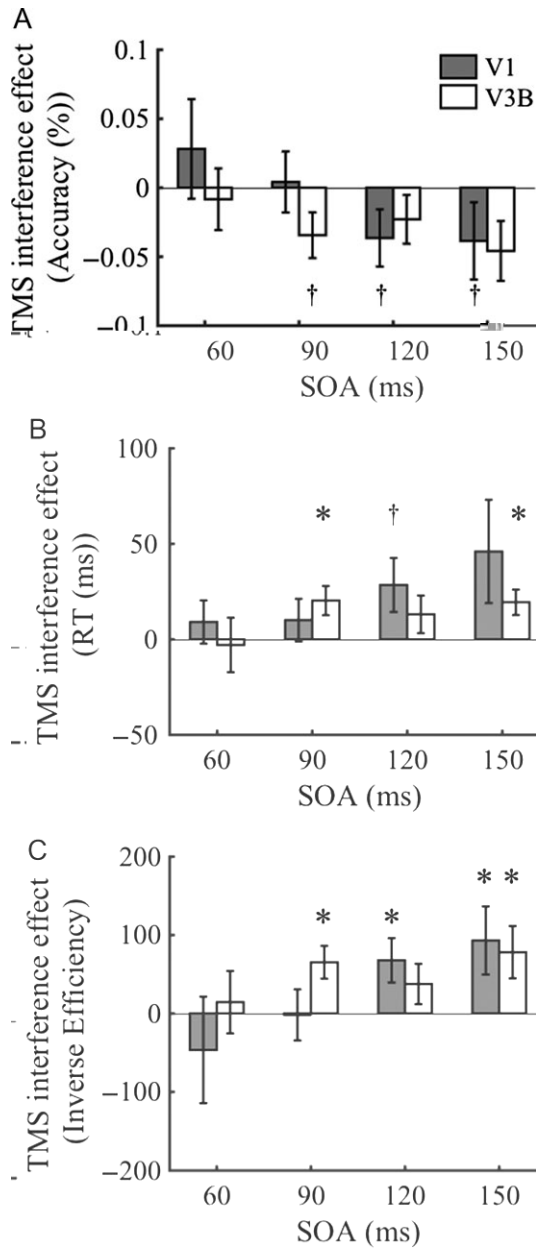 A
TMS interference effect
(Accuracy (%))
0.1
0.05
0
−0.05
−0.1
V1
V3B
† † †
60 90 120 150
SOA (ms)
B
TMS interference effect
(RT (ms))
100
50
0
−50
* † *
60 90 120 150
SOA (ms)
C
TMS interference effect
(Inverse Efficiency)
200
100
0
−100
−200
* * * *
60 90 120 150
SOA (ms)